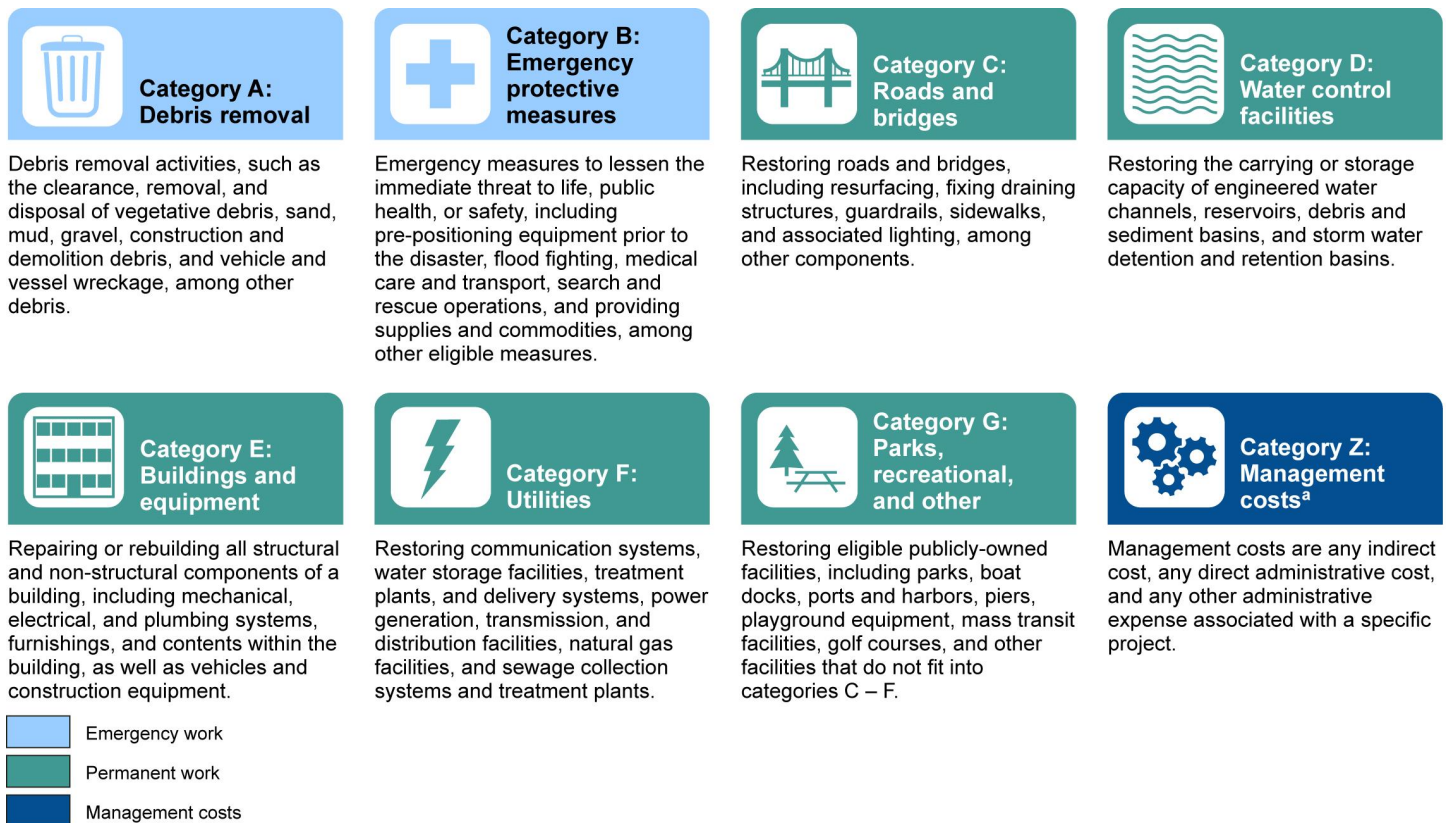 Category A:
Debris removal
Debris removal activities, such as
the clearance, removal, and
disposal of vegetative debris, sand,
mud, gravel, construction and
demolition debris, and vehicle and
vessel wreckage, among other
debris.
Category B:
Emergency
protective
measures
Emergency measures to lessen the
immediate threat to life, public
health, or safety, including
pre-positioning equipment prior to
the disaster, flood fighting, medical
care and transport, search and
rescue operations, and providing
supplies and commodities, among
other eligible measures.
Category C:
Roads and
bridges
Restoring roads and bridges,
including resurfacing, fixing draining
structures, guardrails, sidewalks,
and associated lighting, among
other components.
Category D:
Water control
facilities
Restoring the carrying or storage
capacity of engineered water
channels, reservoirs, debris and
sediment basins, and storm water
detention and retention basins.
Category E:
Buildings and
equipment
Repairing or rebuilding all structural
and non-structural components of a
building, including mechanical,
electrical, and plumbing systems,
furnishings, and contents within the
building, as well as vehicles and
construction equipment.
Category F:
Utilities
Restoring communication systems,
water storage facilities, treatment
plants, and delivery systems, power
generation, transmission, and
distribution facilities, natural gas
facilities, and sewage collection
systems and treatment plants.
Category G:
Parks,
recreational,
and other
Restoring eligible publicly-owned
facilities, including parks, boat
docks, ports and harbors, piers,
playground equipment, mass transit
facilities, golf courses, and other
facilities that do not fit into
categories C – F.
Category Z:
Management
costsª
Management costs are any indirect
cost, any direct administrative cost,
and any other administrative
expense associated with a specific
project.
Emergency work
Permanent work
Management costs